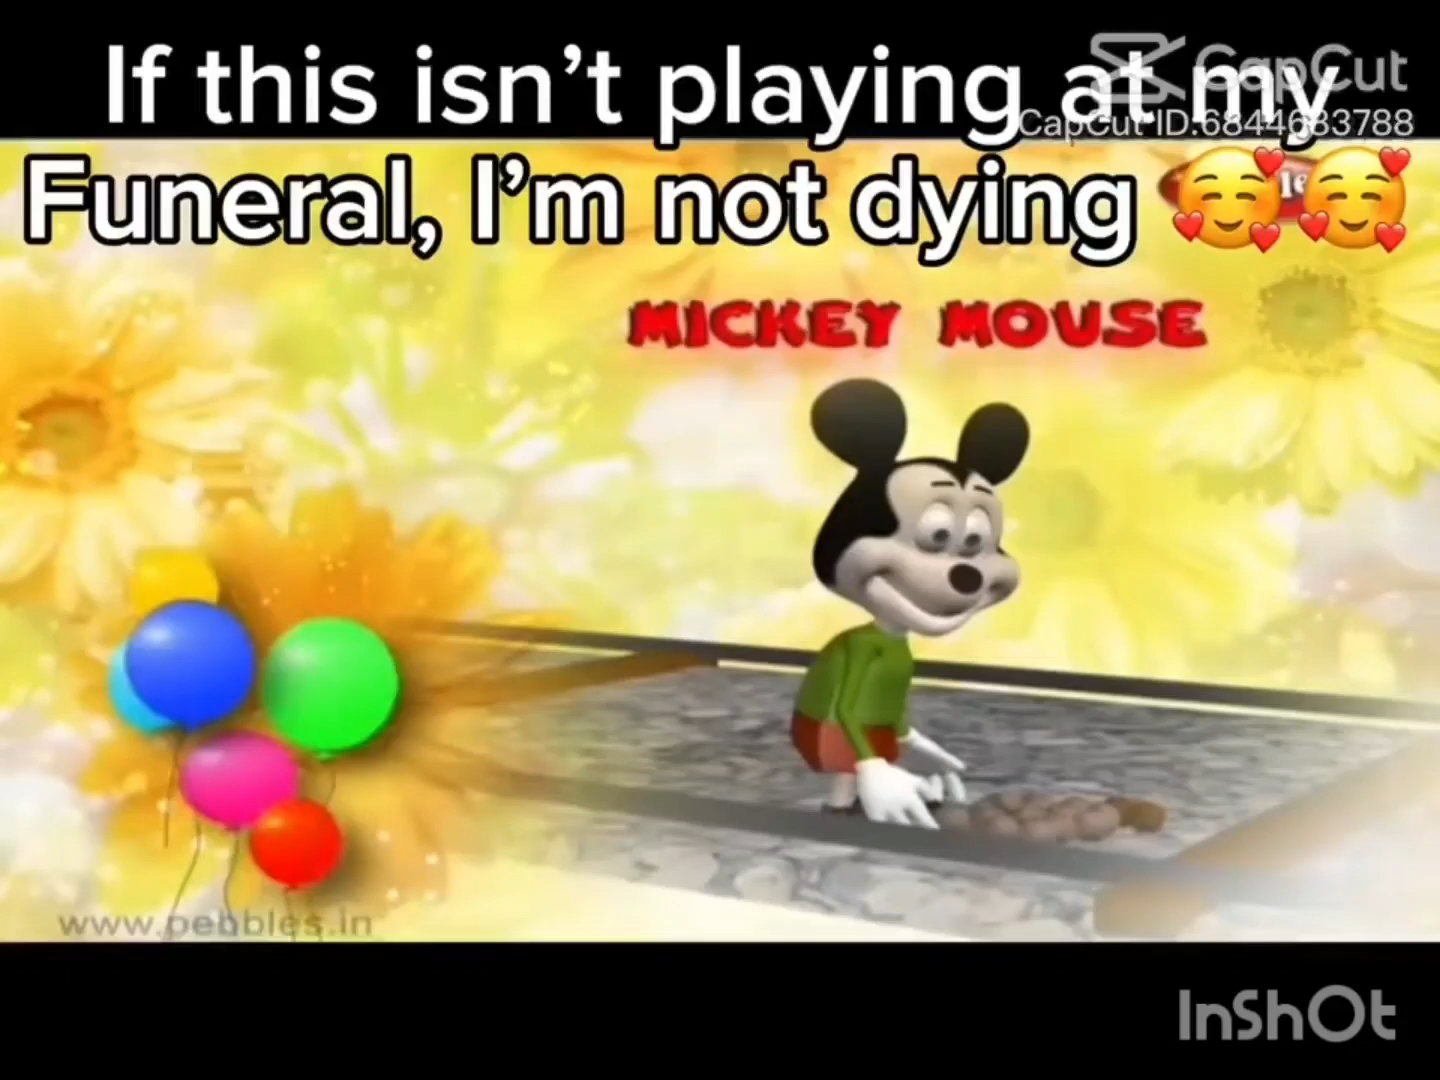 If this isn’t playing at my
CapCut
CapCut ID:6844683788
Funeral, I’m not dying 🥰🥰
MICKEY MOUSE
www.pebbles.in
InShOt